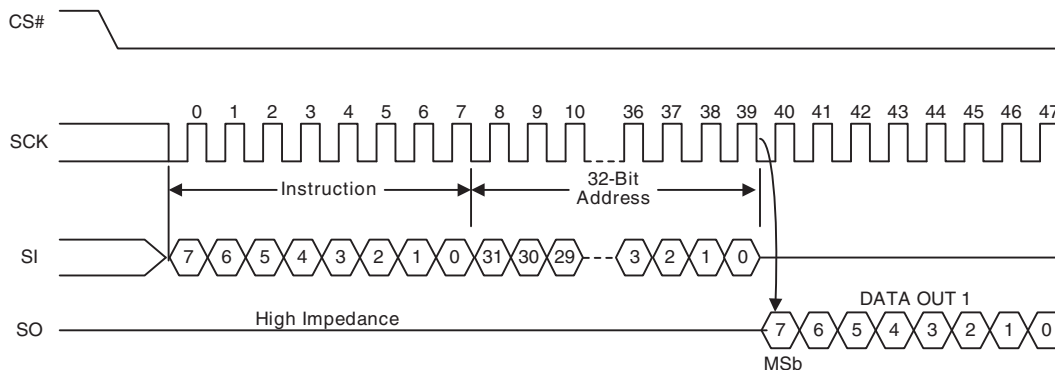 CS#
0 1 2 3 4 5 6 7 8 9 10 36 37 38 39 40 41 42 43 44 45 46 47
SCK
Instruction
32-Bit
Address
SI
7 6 5 4 3 2 1 0 31 30 29 3 2 1 0
DATA OUT 1
SO
High Impedance
7 6 5 4 3 2 1 0
MSb